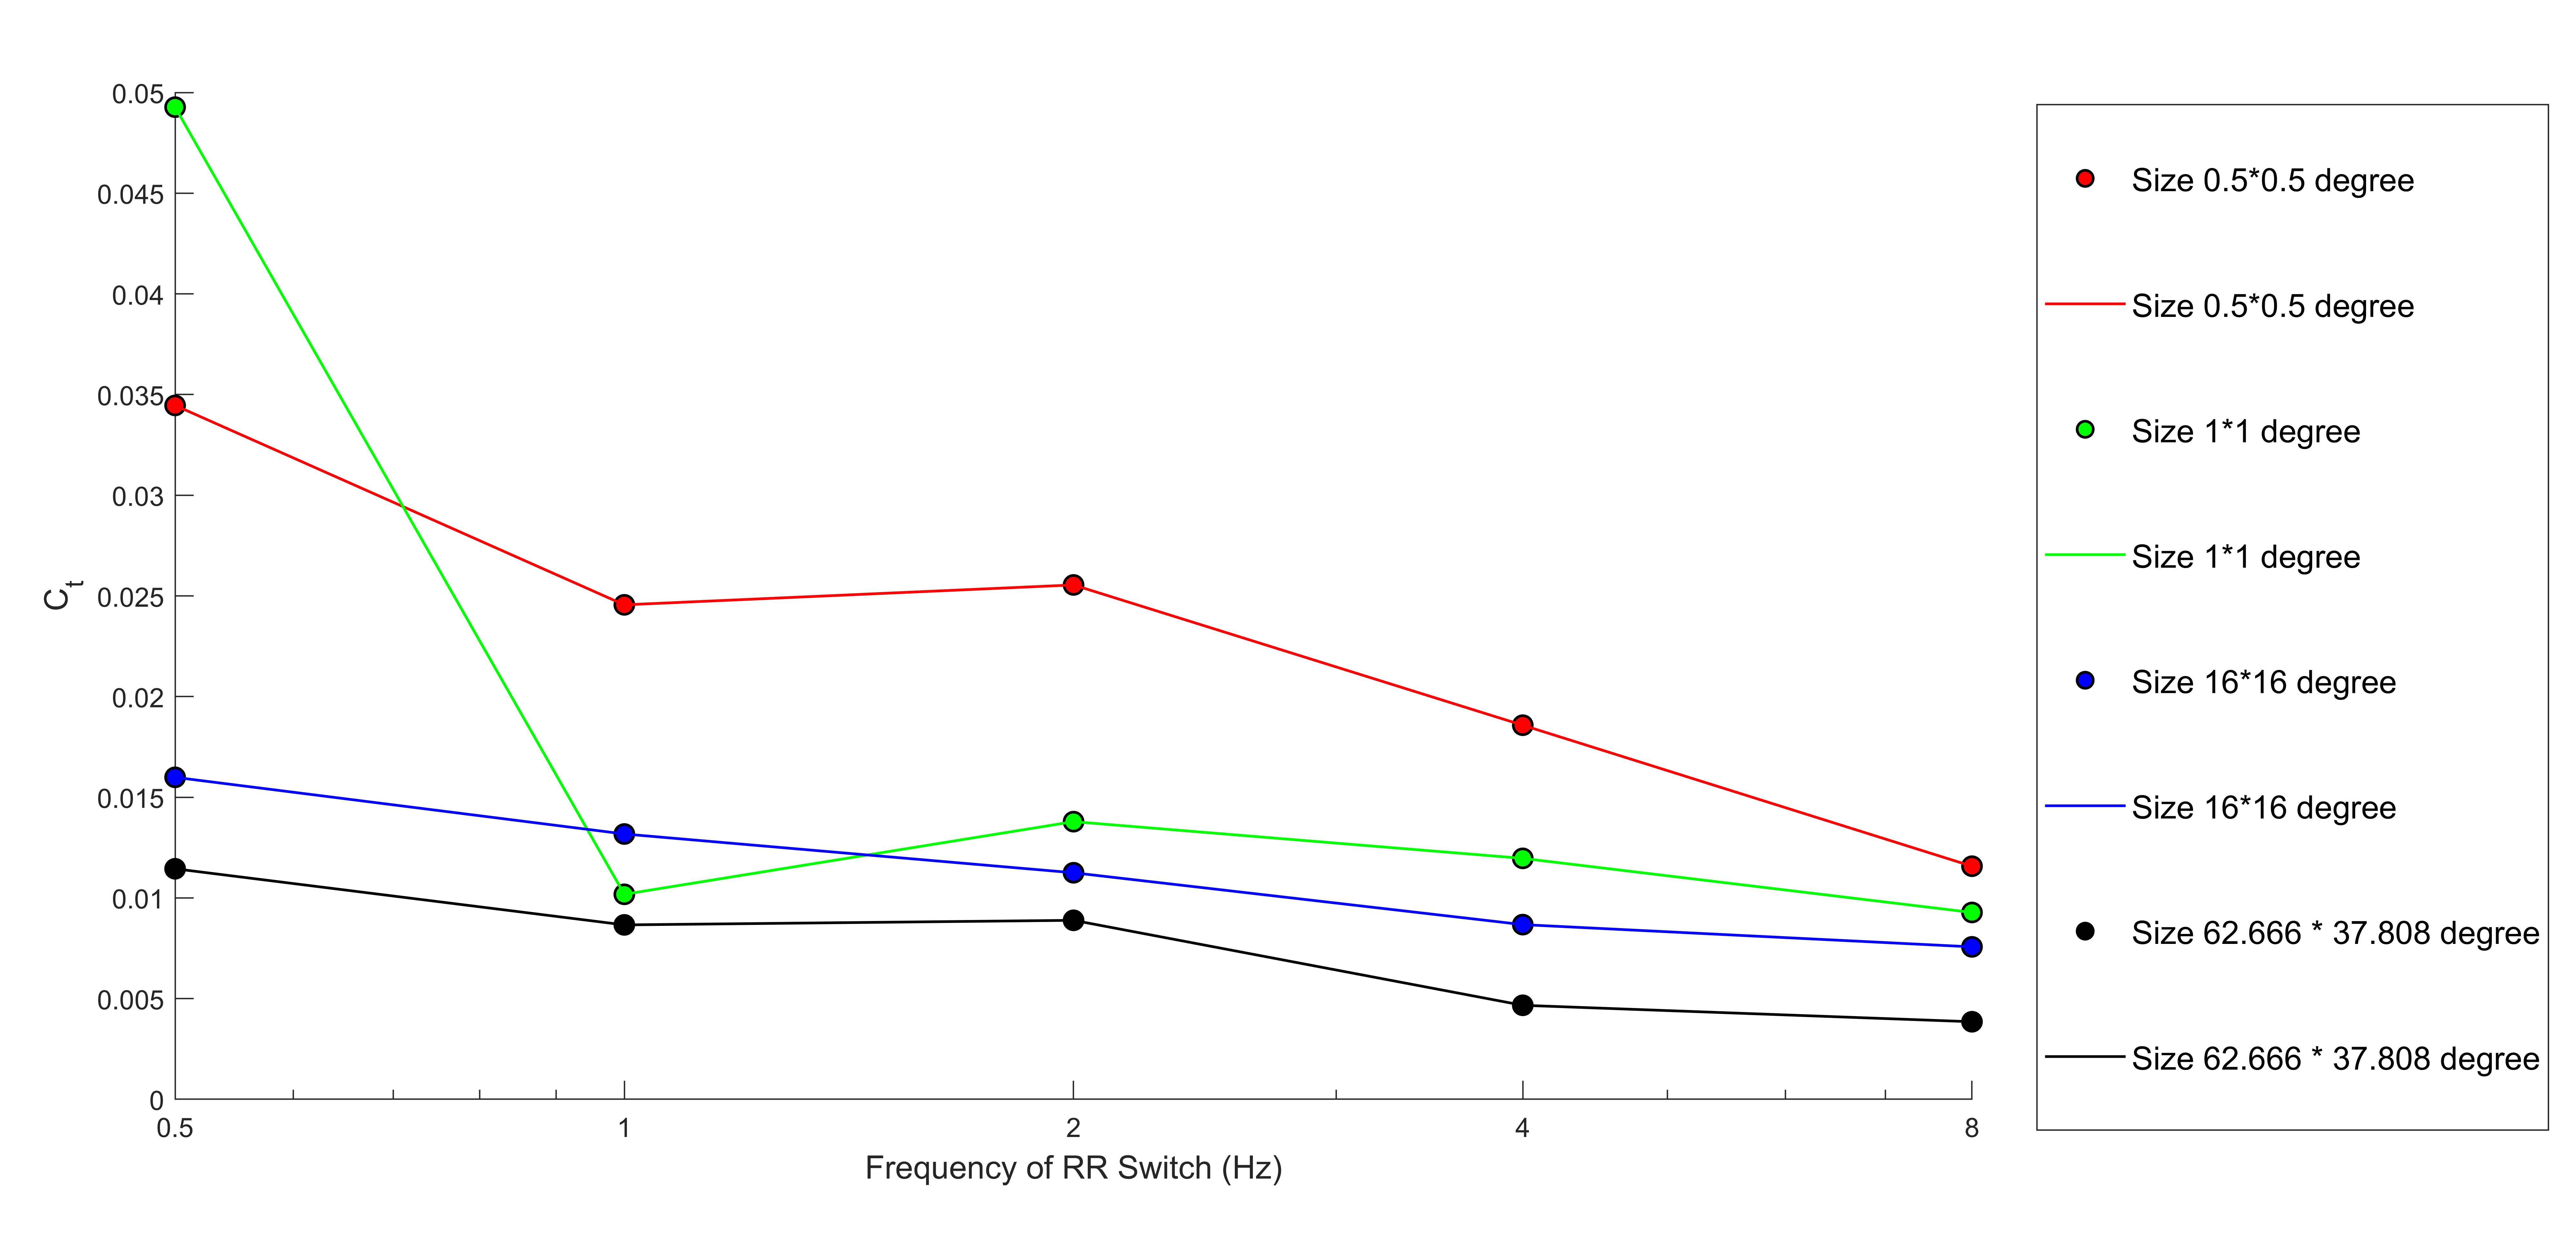 0.05
0.045
0.04
0.035
0.03
0.025
0.02
0.015
0.01
0.005
0
C_t
0.5 1 2 4 8
Frequency of RR Switch (Hz)
Size 0.5*0.5 degree
Size 0.5*0.5 degree
Size 1*1 degree
Size 1*1 degree
Size 16*16 degree
Size 16*16 degree
Size 62.666 * 37.808 degree
Size 62.666 * 37.808 degree